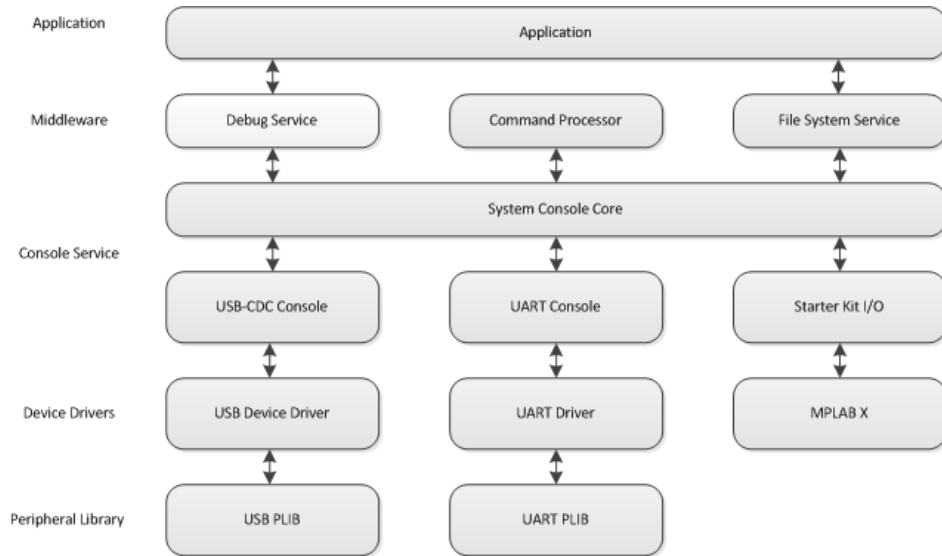 Application
Application
Middleware
Debug Service
Command Processor
File System Service
System Console Core
Console Service
USB-CDC Console
UART Console
Starter Kit I/O
Device Drivers
USB Device Driver
UART Driver
MPLAB X
Peripheral Library
USB PLIB
UART PLIB